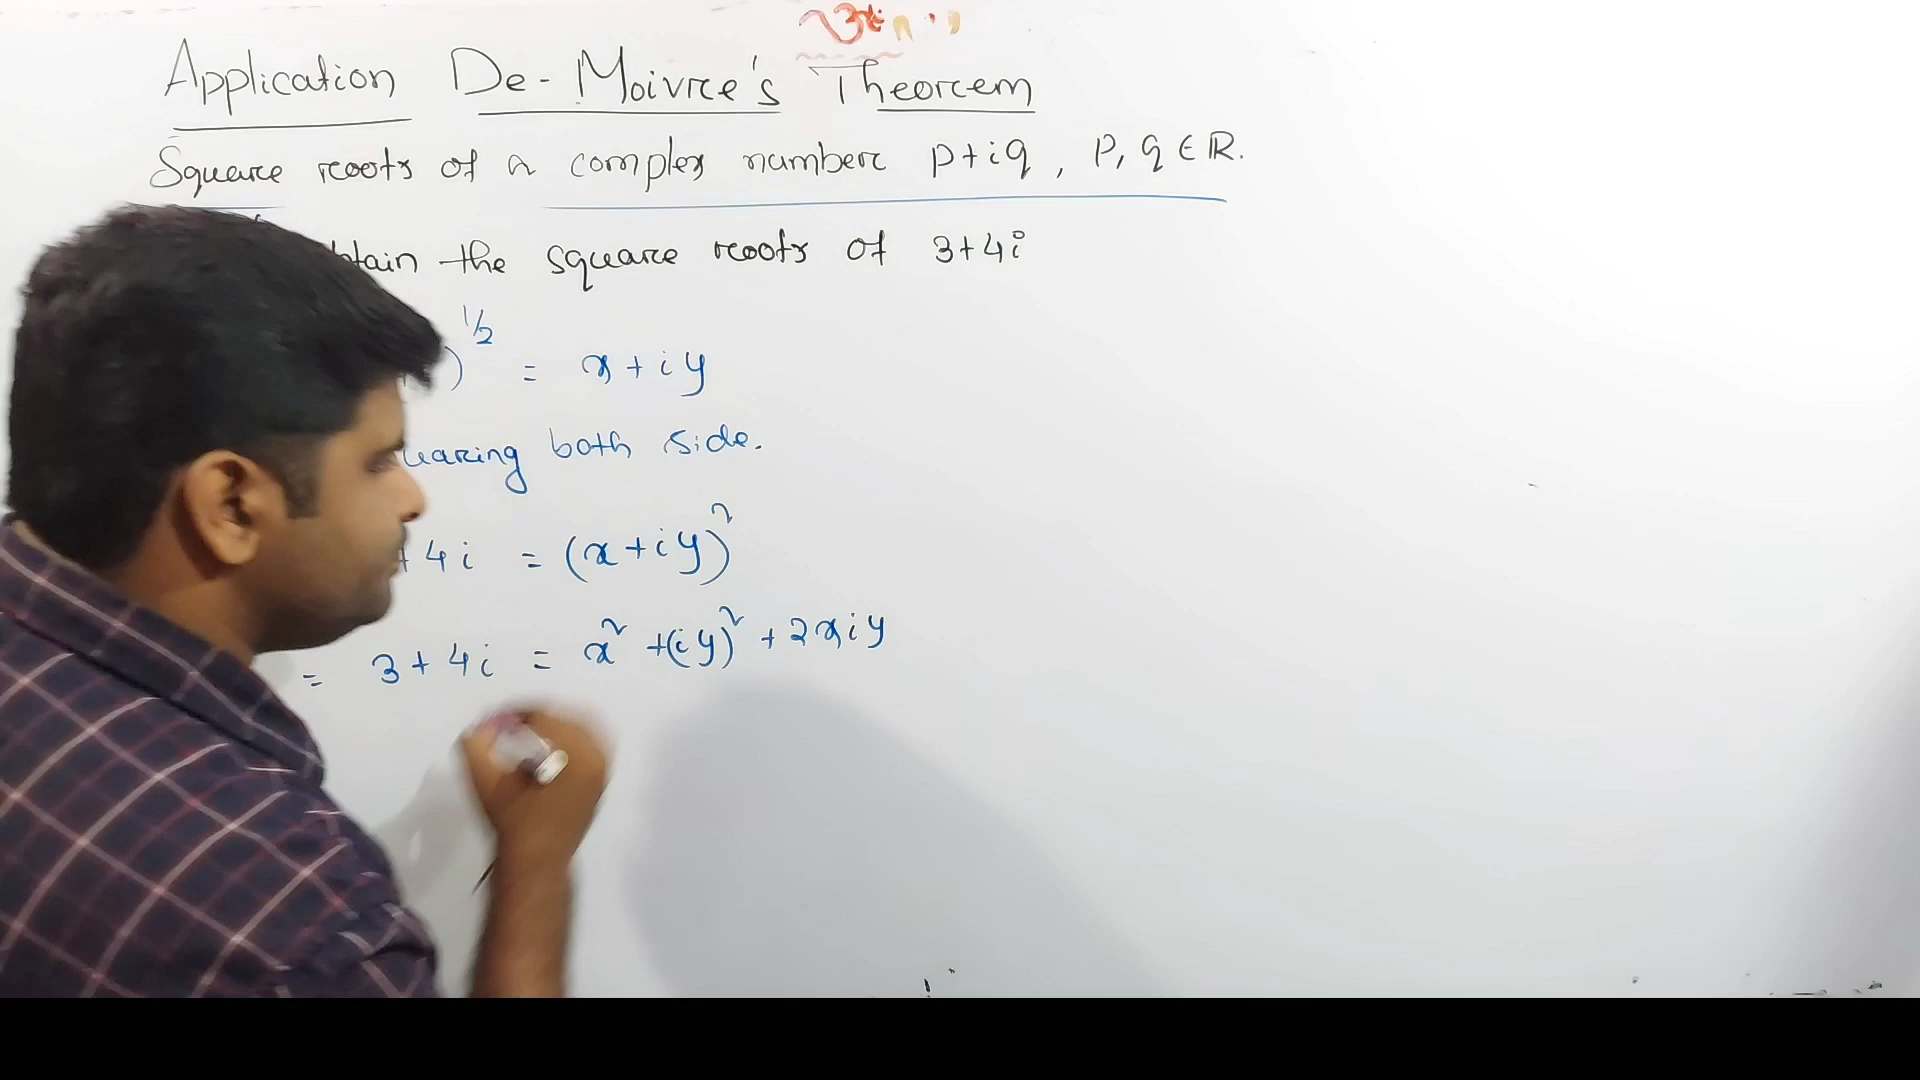 Application De-Moivre's Theorem
Square roots of a complex number p+iq, p, q ∈ ℝ.
the square roots of 3+4i
)^1/2 = x+iy
both side.
+ 4i = (x+iy)²
= 3+4i = x² +(iy)² + 2xiy